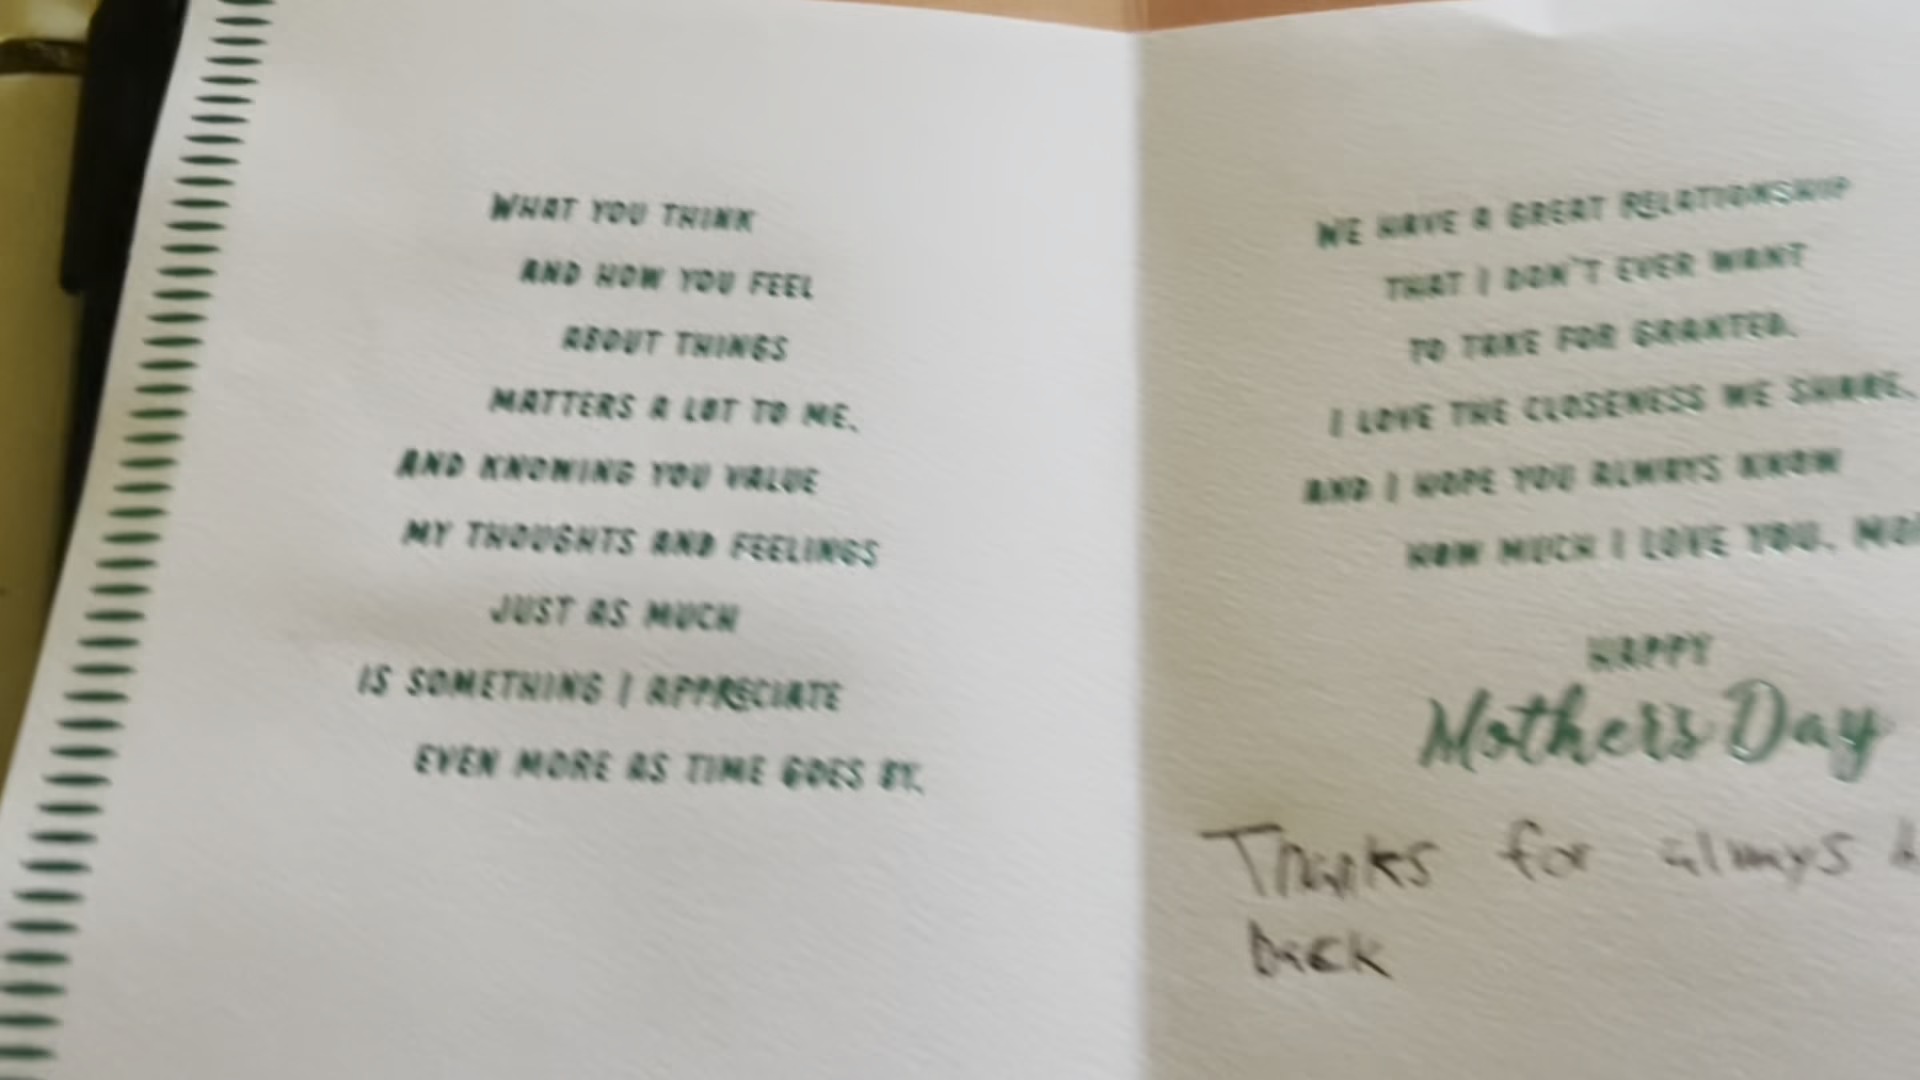 WHAT YOU THINK
AND HOW YOU FEEL
ABOUT THINGS
MATTERS A LOT TO ME,
AND KNOWING YOU VALUE
MY THOUGHTS AND FEELINGS
JUST AS MUCH
IS SOMETHING I APPRECIATE
EVEN MORE AS TIME GOES BY.
WE HAVE A GREAT RELATIONSHIP
THAT I DON'T EVER WANT
TO TAKE FOR GRANTED.
I LOVE THE CLOSENESS WE SHARE,
AND I HOPE YOU ALWAYS KNOW
HOW MUCH I LOVE YOU,
HAPPY
Mother's Day
Thanks for always
back